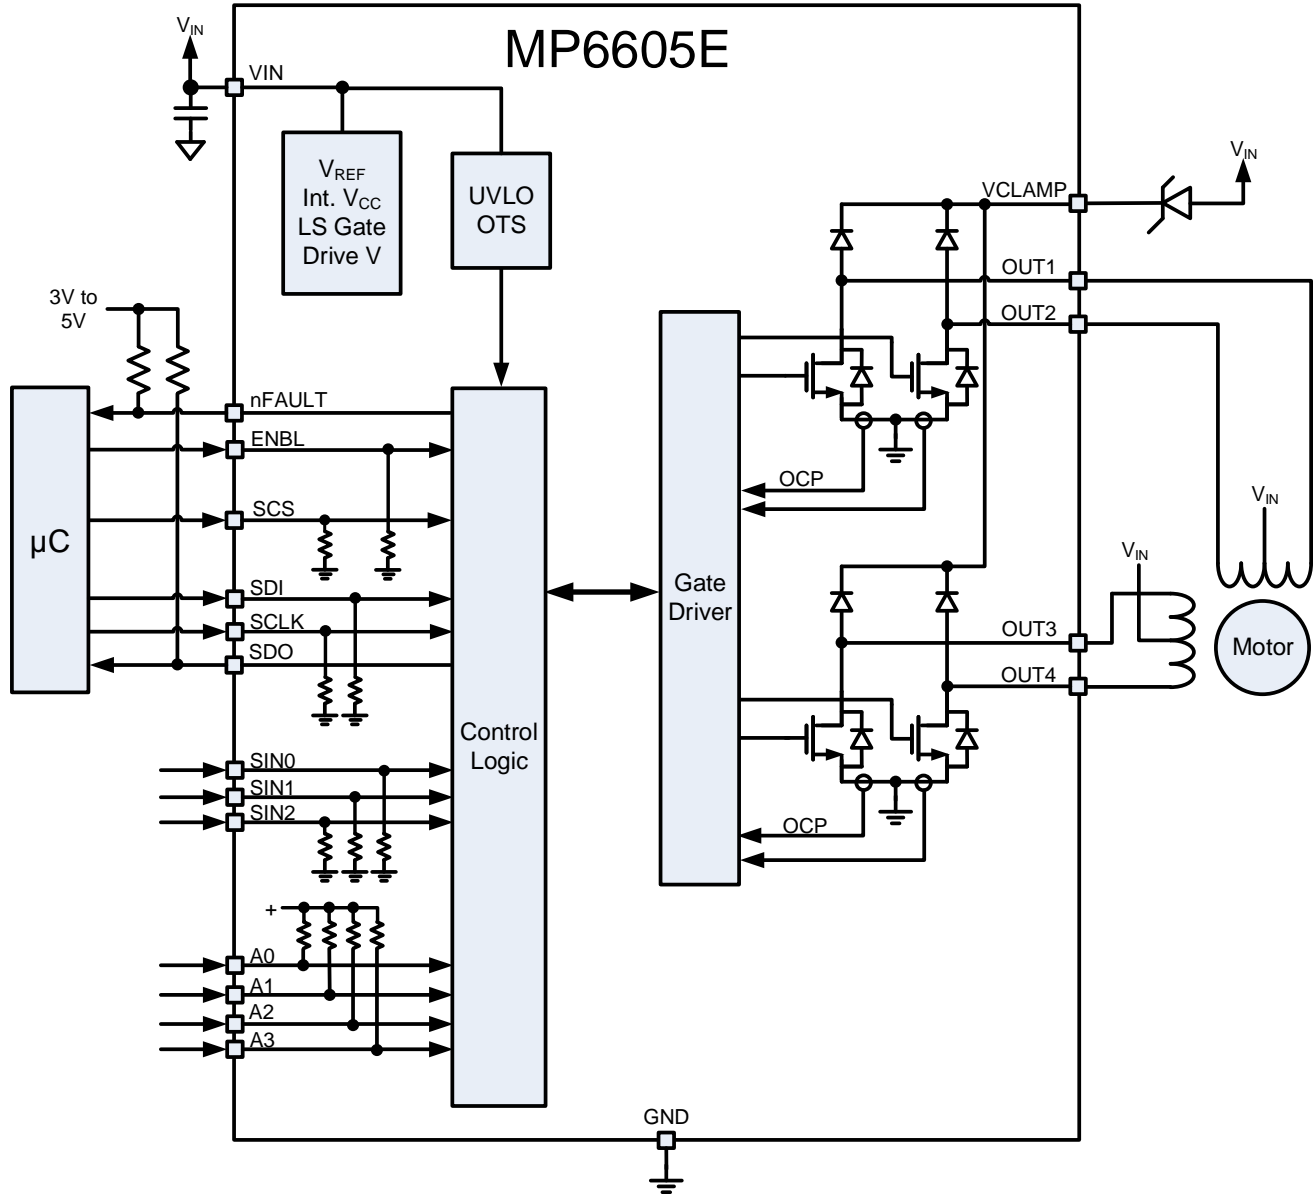 MP6605E
VIN
VIN
VREF
Int. VCC
LS Gate
Drive V
UVLO
OTS
VIN
VCLAMP
OUT1
OUT2
3V to
5V
µC
nFAULT
ENBL
SCS
SDI
SCLK
SDO
SIN0
SIN1
SIN2
+
A0
A1
A2
A3
Control
Logic
Gate
Driver
OCP
OCP
OUT3
OUT4
VIN
VIN
Motor
GND